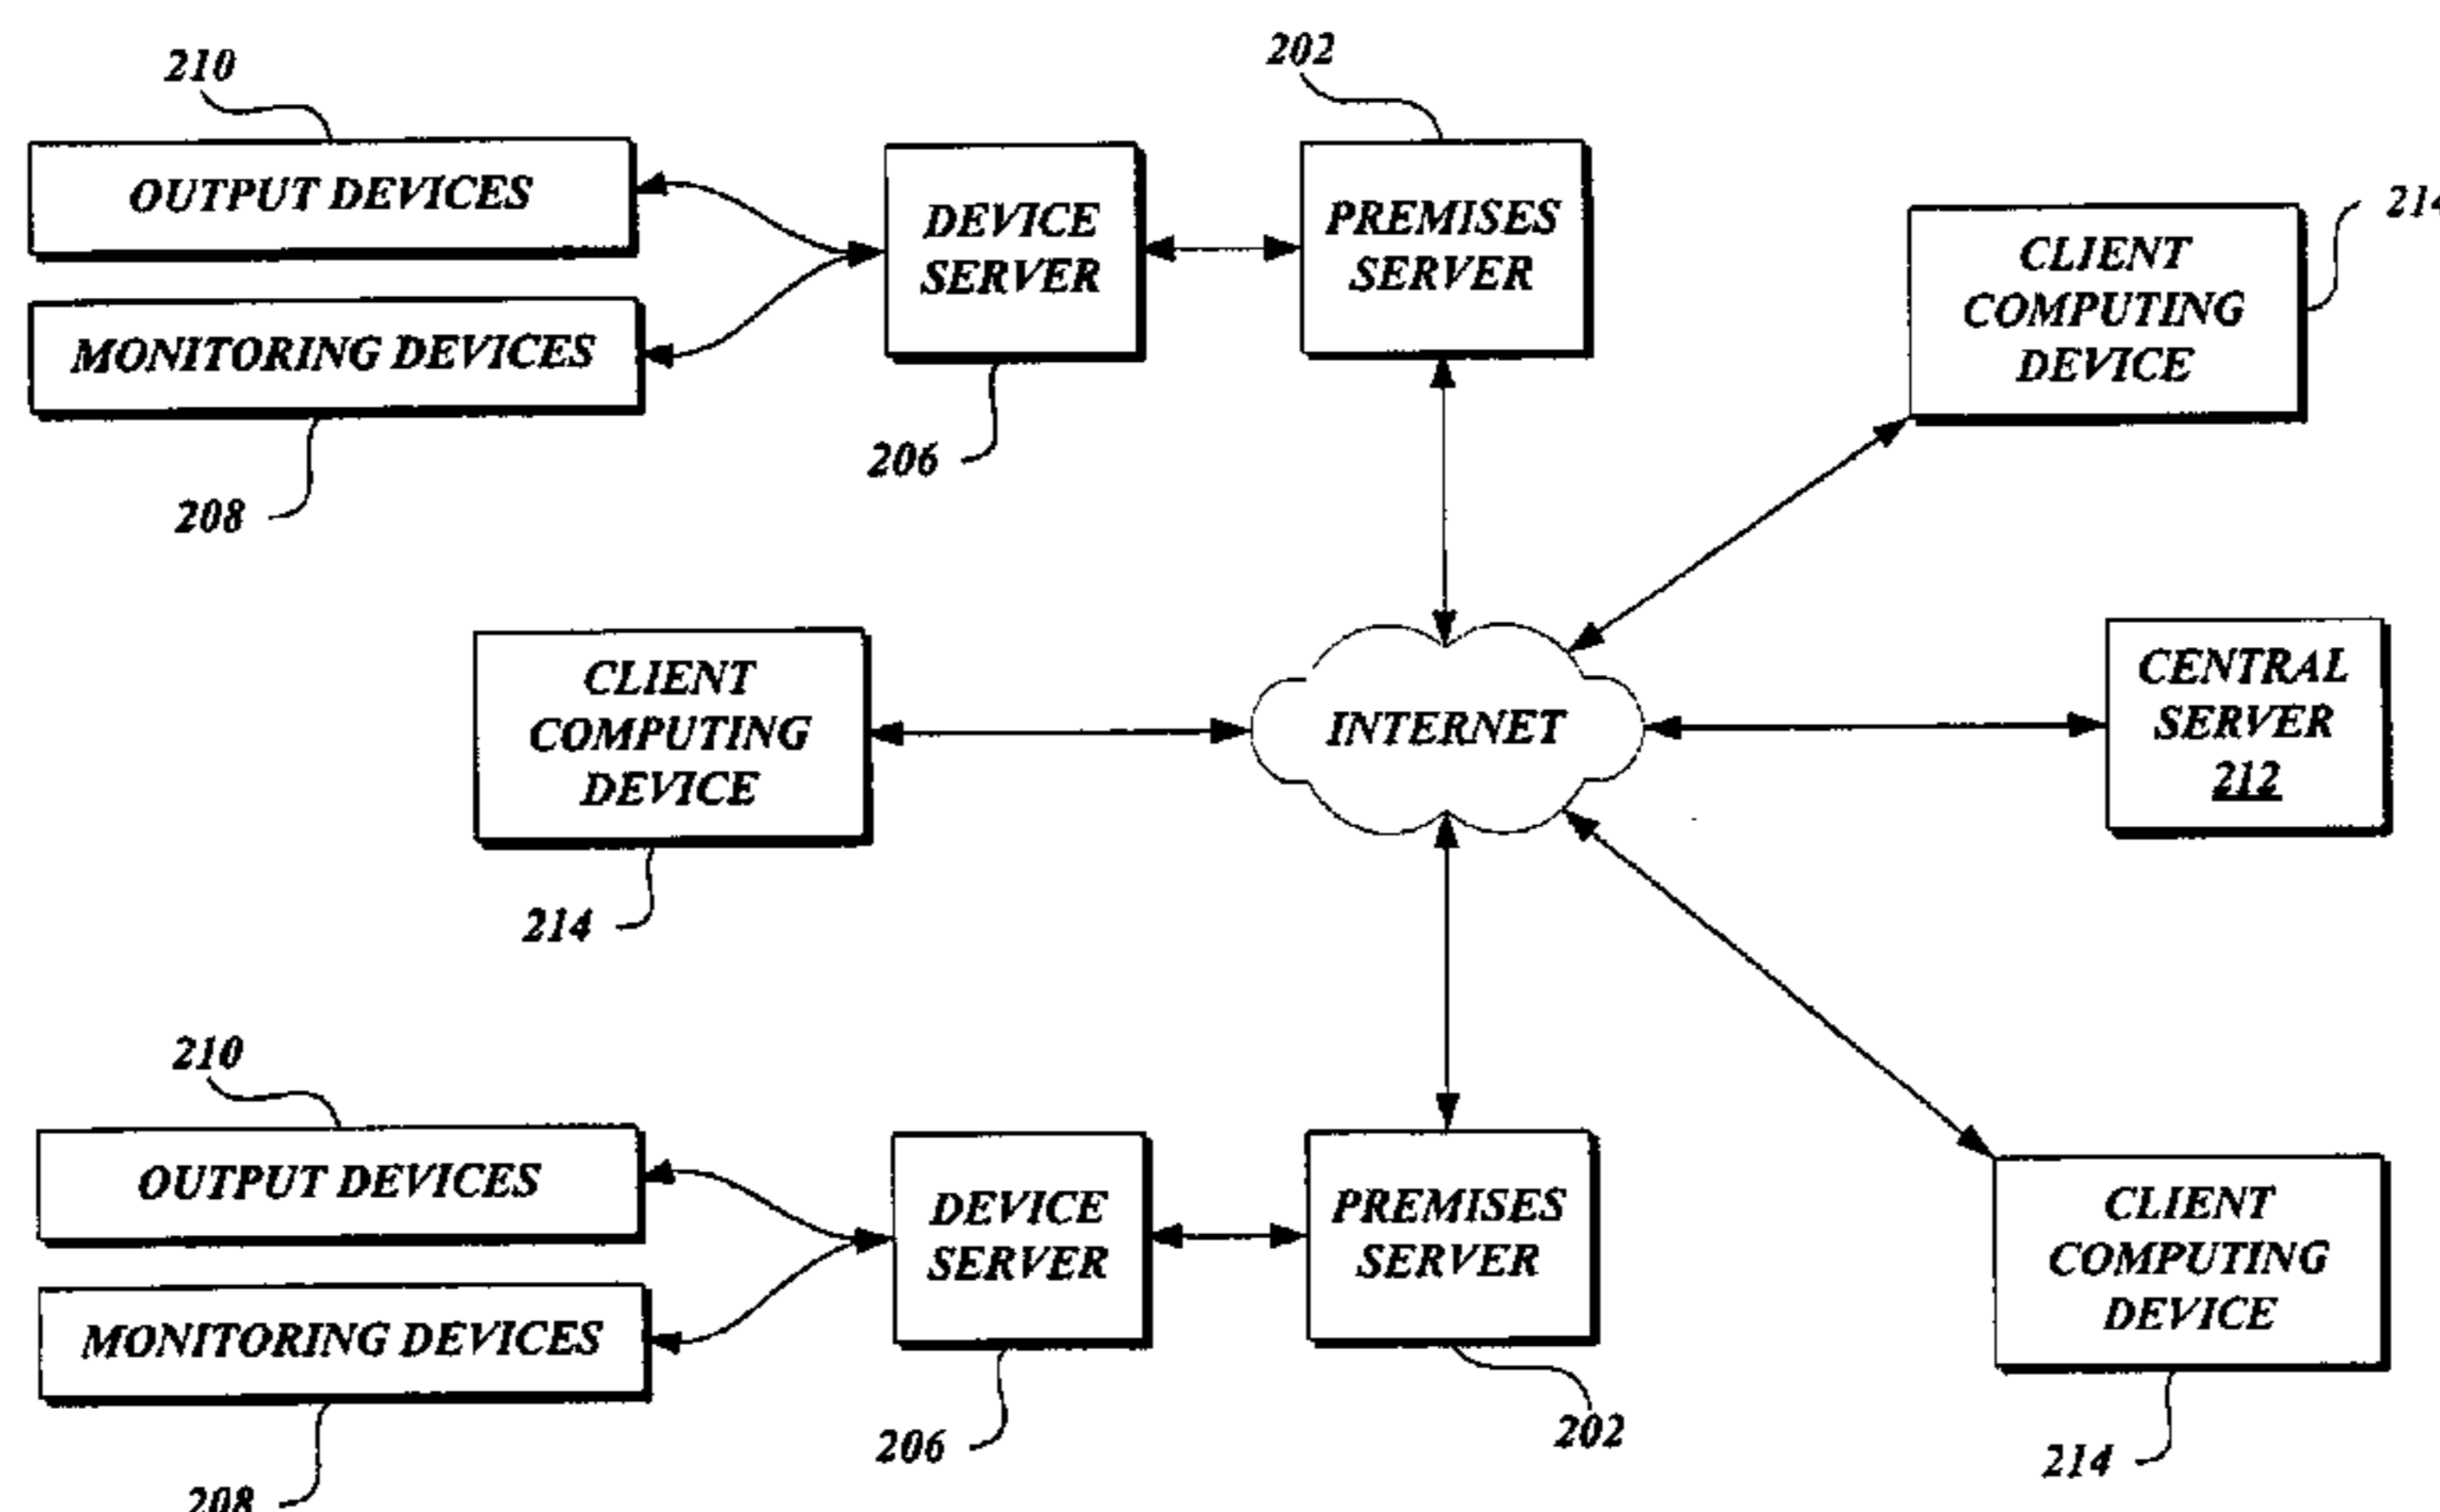 210
202
OUTPUT DEVICES
DEVICE
SERVER
PREMISES
SERVER
214
CLIENT
COMPUTING
DEVICE
MONITORING DEVICES
206
208
CLIENT
COMPUTING
DEVICE
INTERNET
CENTRAL
SERVER
212
214
210
OUTPUT DEVICES
DEVICE
SERVER
PREMISES
SERVER
CLIENT
COMPUTING
DEVICE
MONITORING DEVICES
206
202
214
208